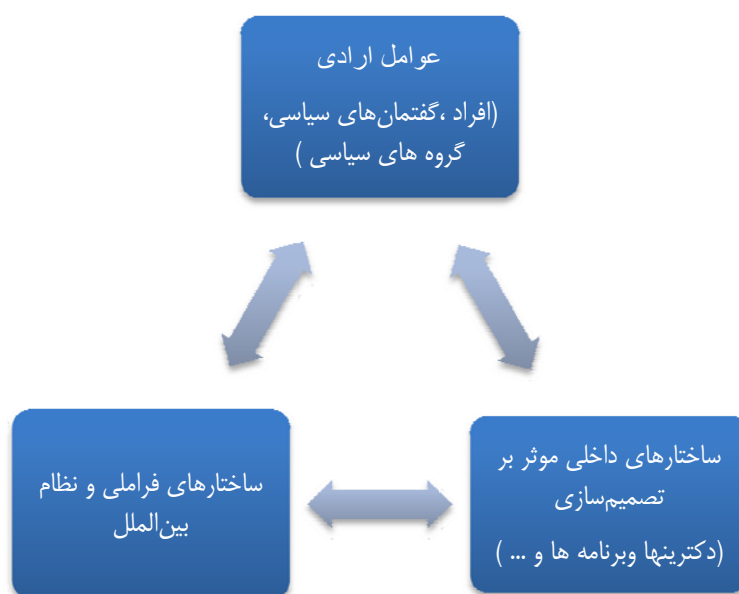 عوامل ارادی
(افراد ،گفتمان‌های سیاسی،
گروه های سیاسی )
ساختارهای داخلی موثر بر
تصمیم‌سازی
(دکترینها وبرنامه ها و ... )
ساختارهای فراملی و نظام
بین‌الملل